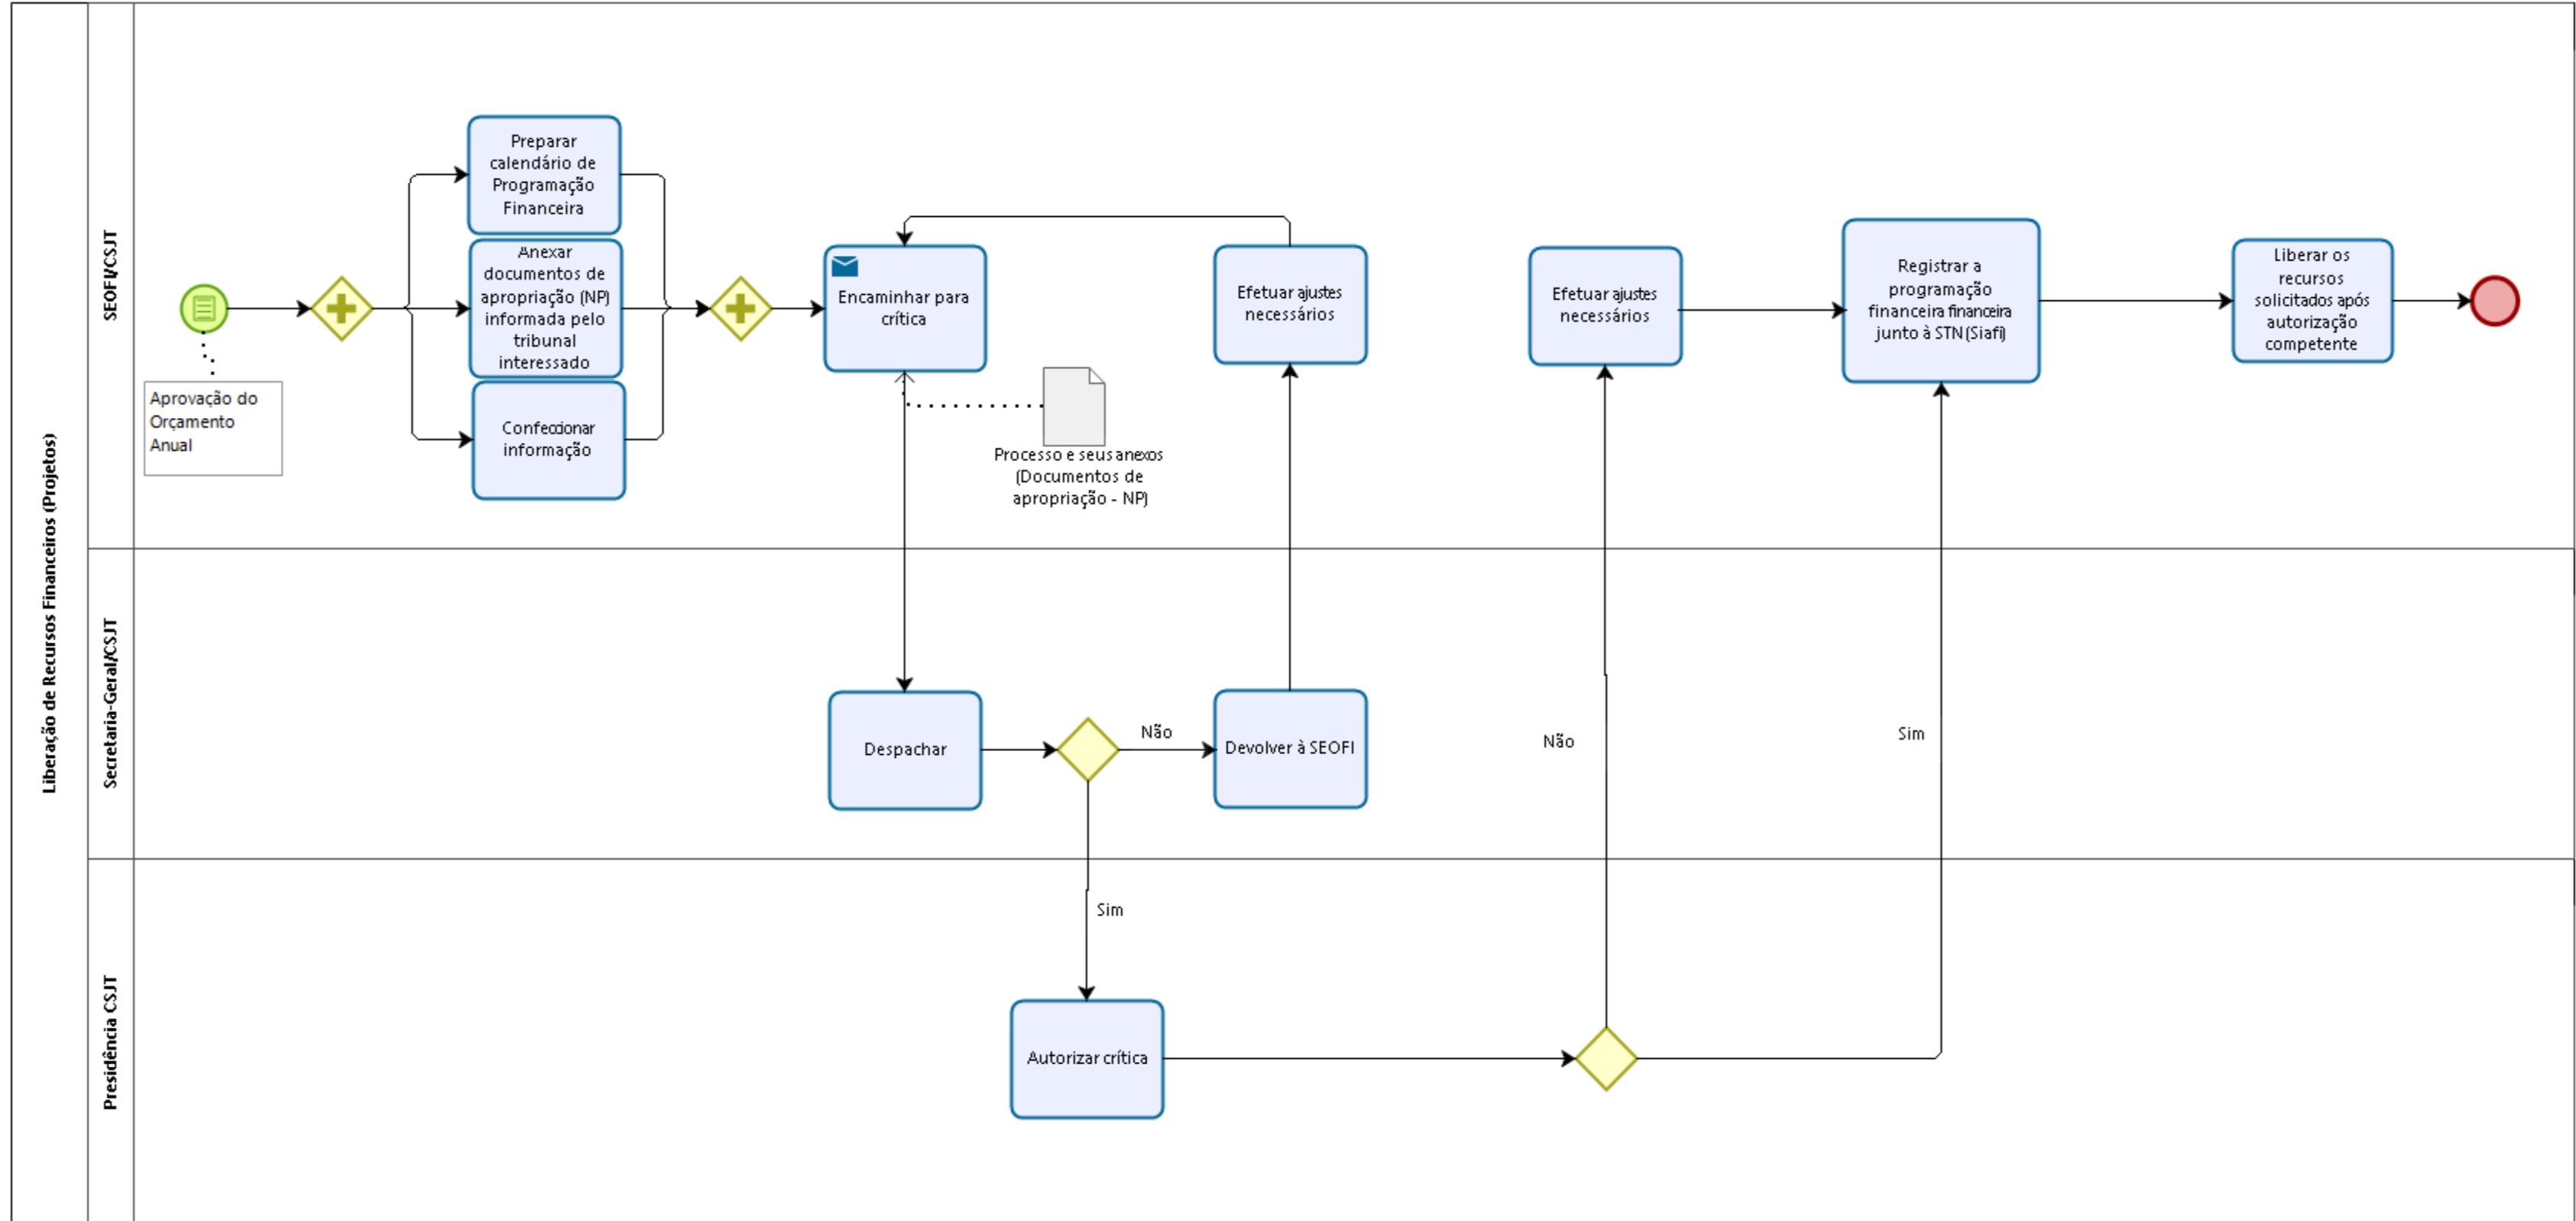 Liberação de Recursos Financeiros (Projetos)
SEOFI/CSJT
Aprovação do
Orçamento
Anual
Preparar
calendário de
Programação
Financeira
Anexar
documentos de
apropriação (NP)
informada pelo
tribunal
interessado
Confeccionar
informação
Encaminhar para
crítica
Processo e seus anexos
(Documentos de
apropriação - NP)
Efetuar ajustes
necessários
Efetuar ajustes
necessários
Registrar a
programação
financeira financeira
junto à STN (Siafi)
Liberar os
recursos
solicitados após
autorização
competente
Secretaria-Geral/CSJT
Despachar
Não
Devolver à SEOFI
Não
Sim
Presidência CSJT
Sim
Autorizar crítica